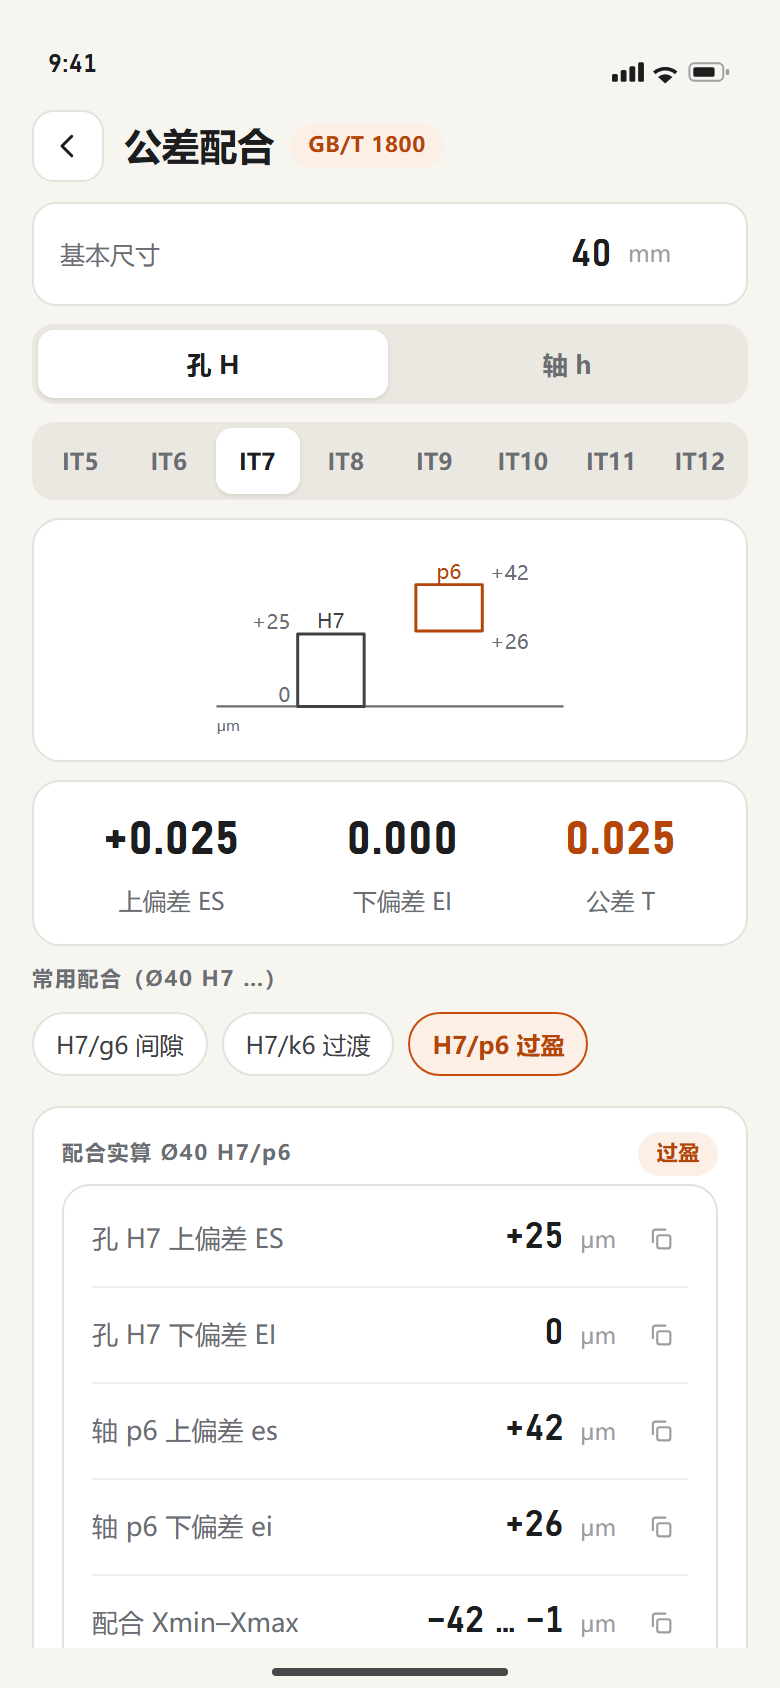 9:41
公差配合 GB/T 1800
基本尺寸 40 mm
孔 H 轴 h
IT5 IT6 IT7 IT8 IT9 IT10 IT11 IT12
p6 +42
+25 H7
+26
0
µm
+0.025 0.000 0.025
上偏差 ES 下偏差 EI 公差 T
常用配合（Ø40 H7 …）
H7/g6 间隙 H7/k6 过渡 H7/p6 过盈
配合实算 Ø40 H7/p6 过盈
孔 H7 上偏差 ES +25 µm
孔 H7 下偏差 EI 0 µm
轴 p6 上偏差 es +42 µm
轴 p6 下偏差 ei +26 µm
配合 Xmin–Xmax −42 … −1 µm